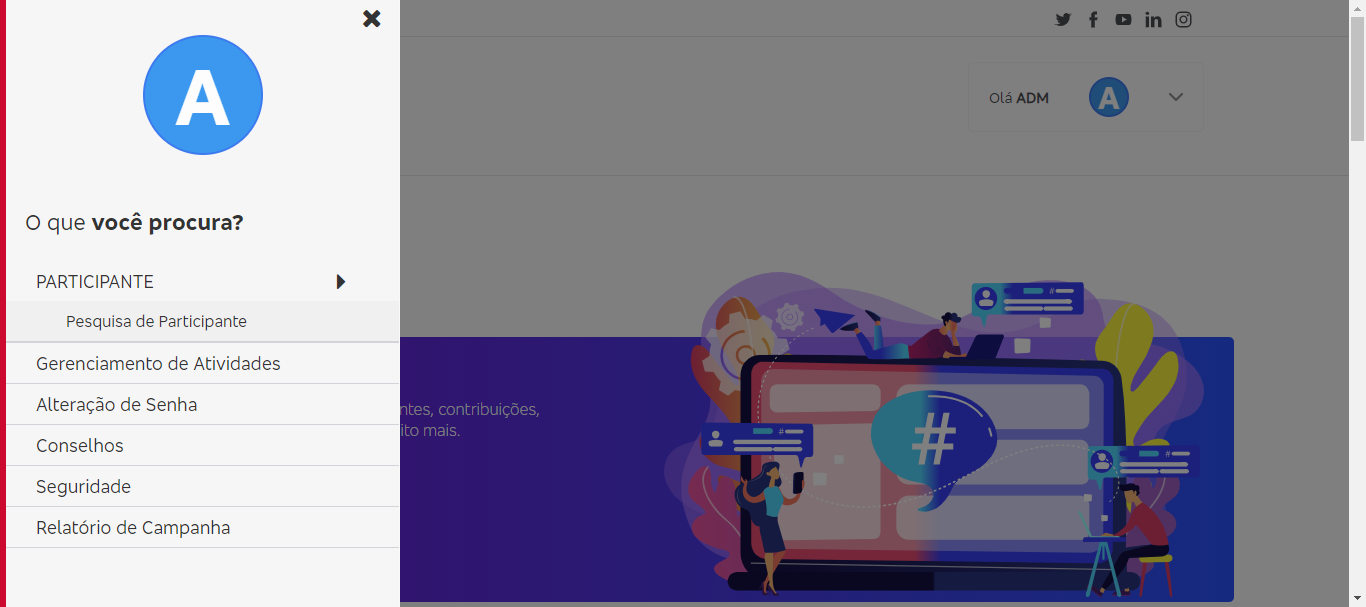 A
O que você procura?
PARTICIPANTE
Pesquisa de Participante
Gerenciamento de Atividades
Alteração de Senha
Conselhos
Seguridade
Relatório de Campanha
Olá ADM
A
ntes, contribuições,
ito mais.
#
#
#
#